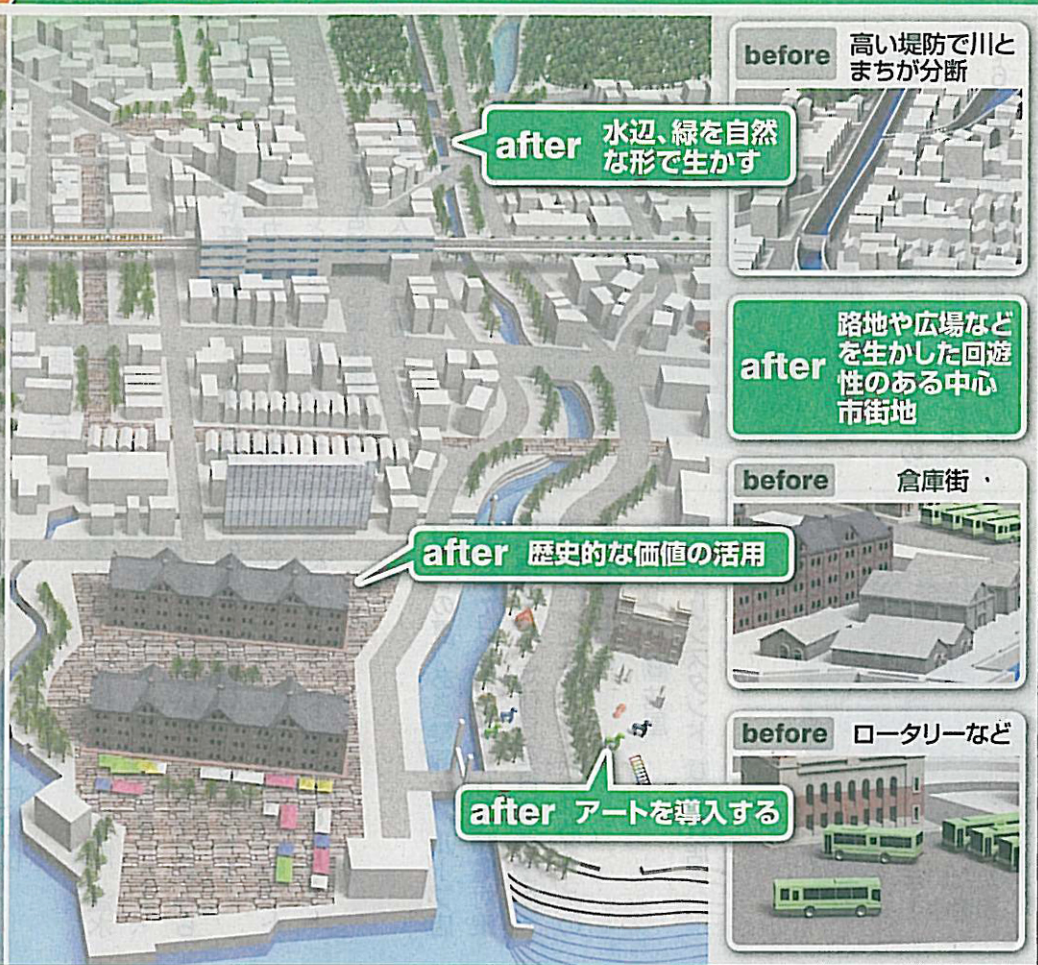 before 高い堤防で川と
まちが分断
after 水辺、緑を自然
な形で生かす
after 路地や広場など
を生かした回遊
性のある中心
市街地
before 倉庫街
after 歴史的な価値の活用
before ロータリーなど
after アートを導入する